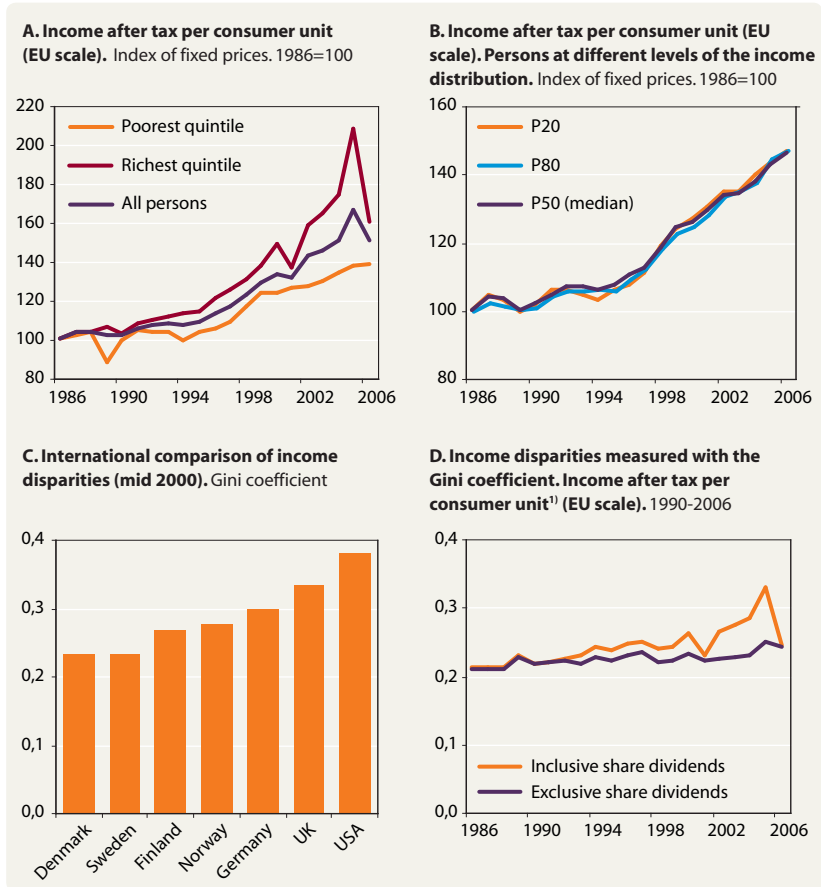 A. Income after tax per consumer unit
(EU scale). Index of fixed prices. 1986=100
220
200
180
160
140
120
100
80
Poorest quintile
Richest quintile
All persons
1986 1990 1994 1998 2002 2006
B. Income after tax per consumer unit (EU
scale). Persons at different levels of the income
distribution. Index of fixed prices. 1986=100
160
140
120
100
80
P20
P80
P50 (median)
1986 1990 1994 1998 2002 2006
C. International comparison of income
disparities (mid 2000). Gini coefficient
0,4
0,3
0,2
0,1
0,0
Denmark
Sweden
Finland
Norway
Germany
UK
USA
D. Income disparities measured with the
Gini coefficient. Income after tax per
consumer unit¹⁾ (EU scale). 1990-2006
0,4
0,3
0,2
0,1
0,0
Inclusive share dividends
Exclusive share dividends
1986 1990 1994 1998 2002 2006